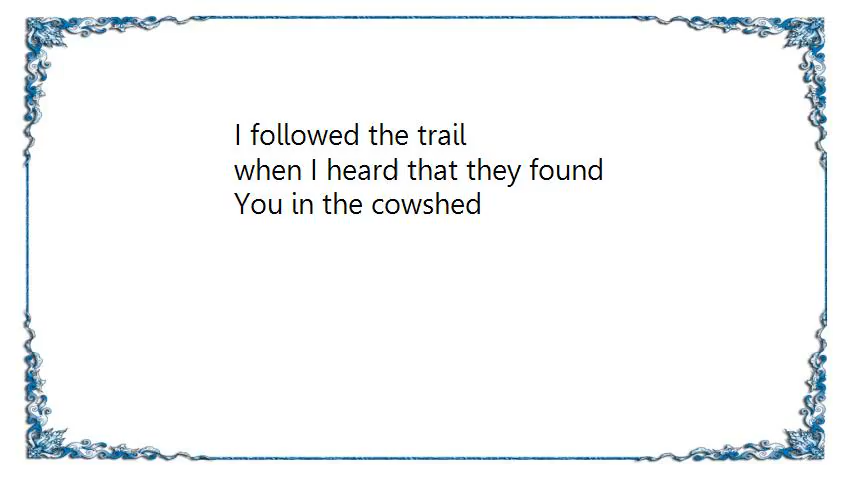 I followed the trail
when I heard that they found
You in the cowshed